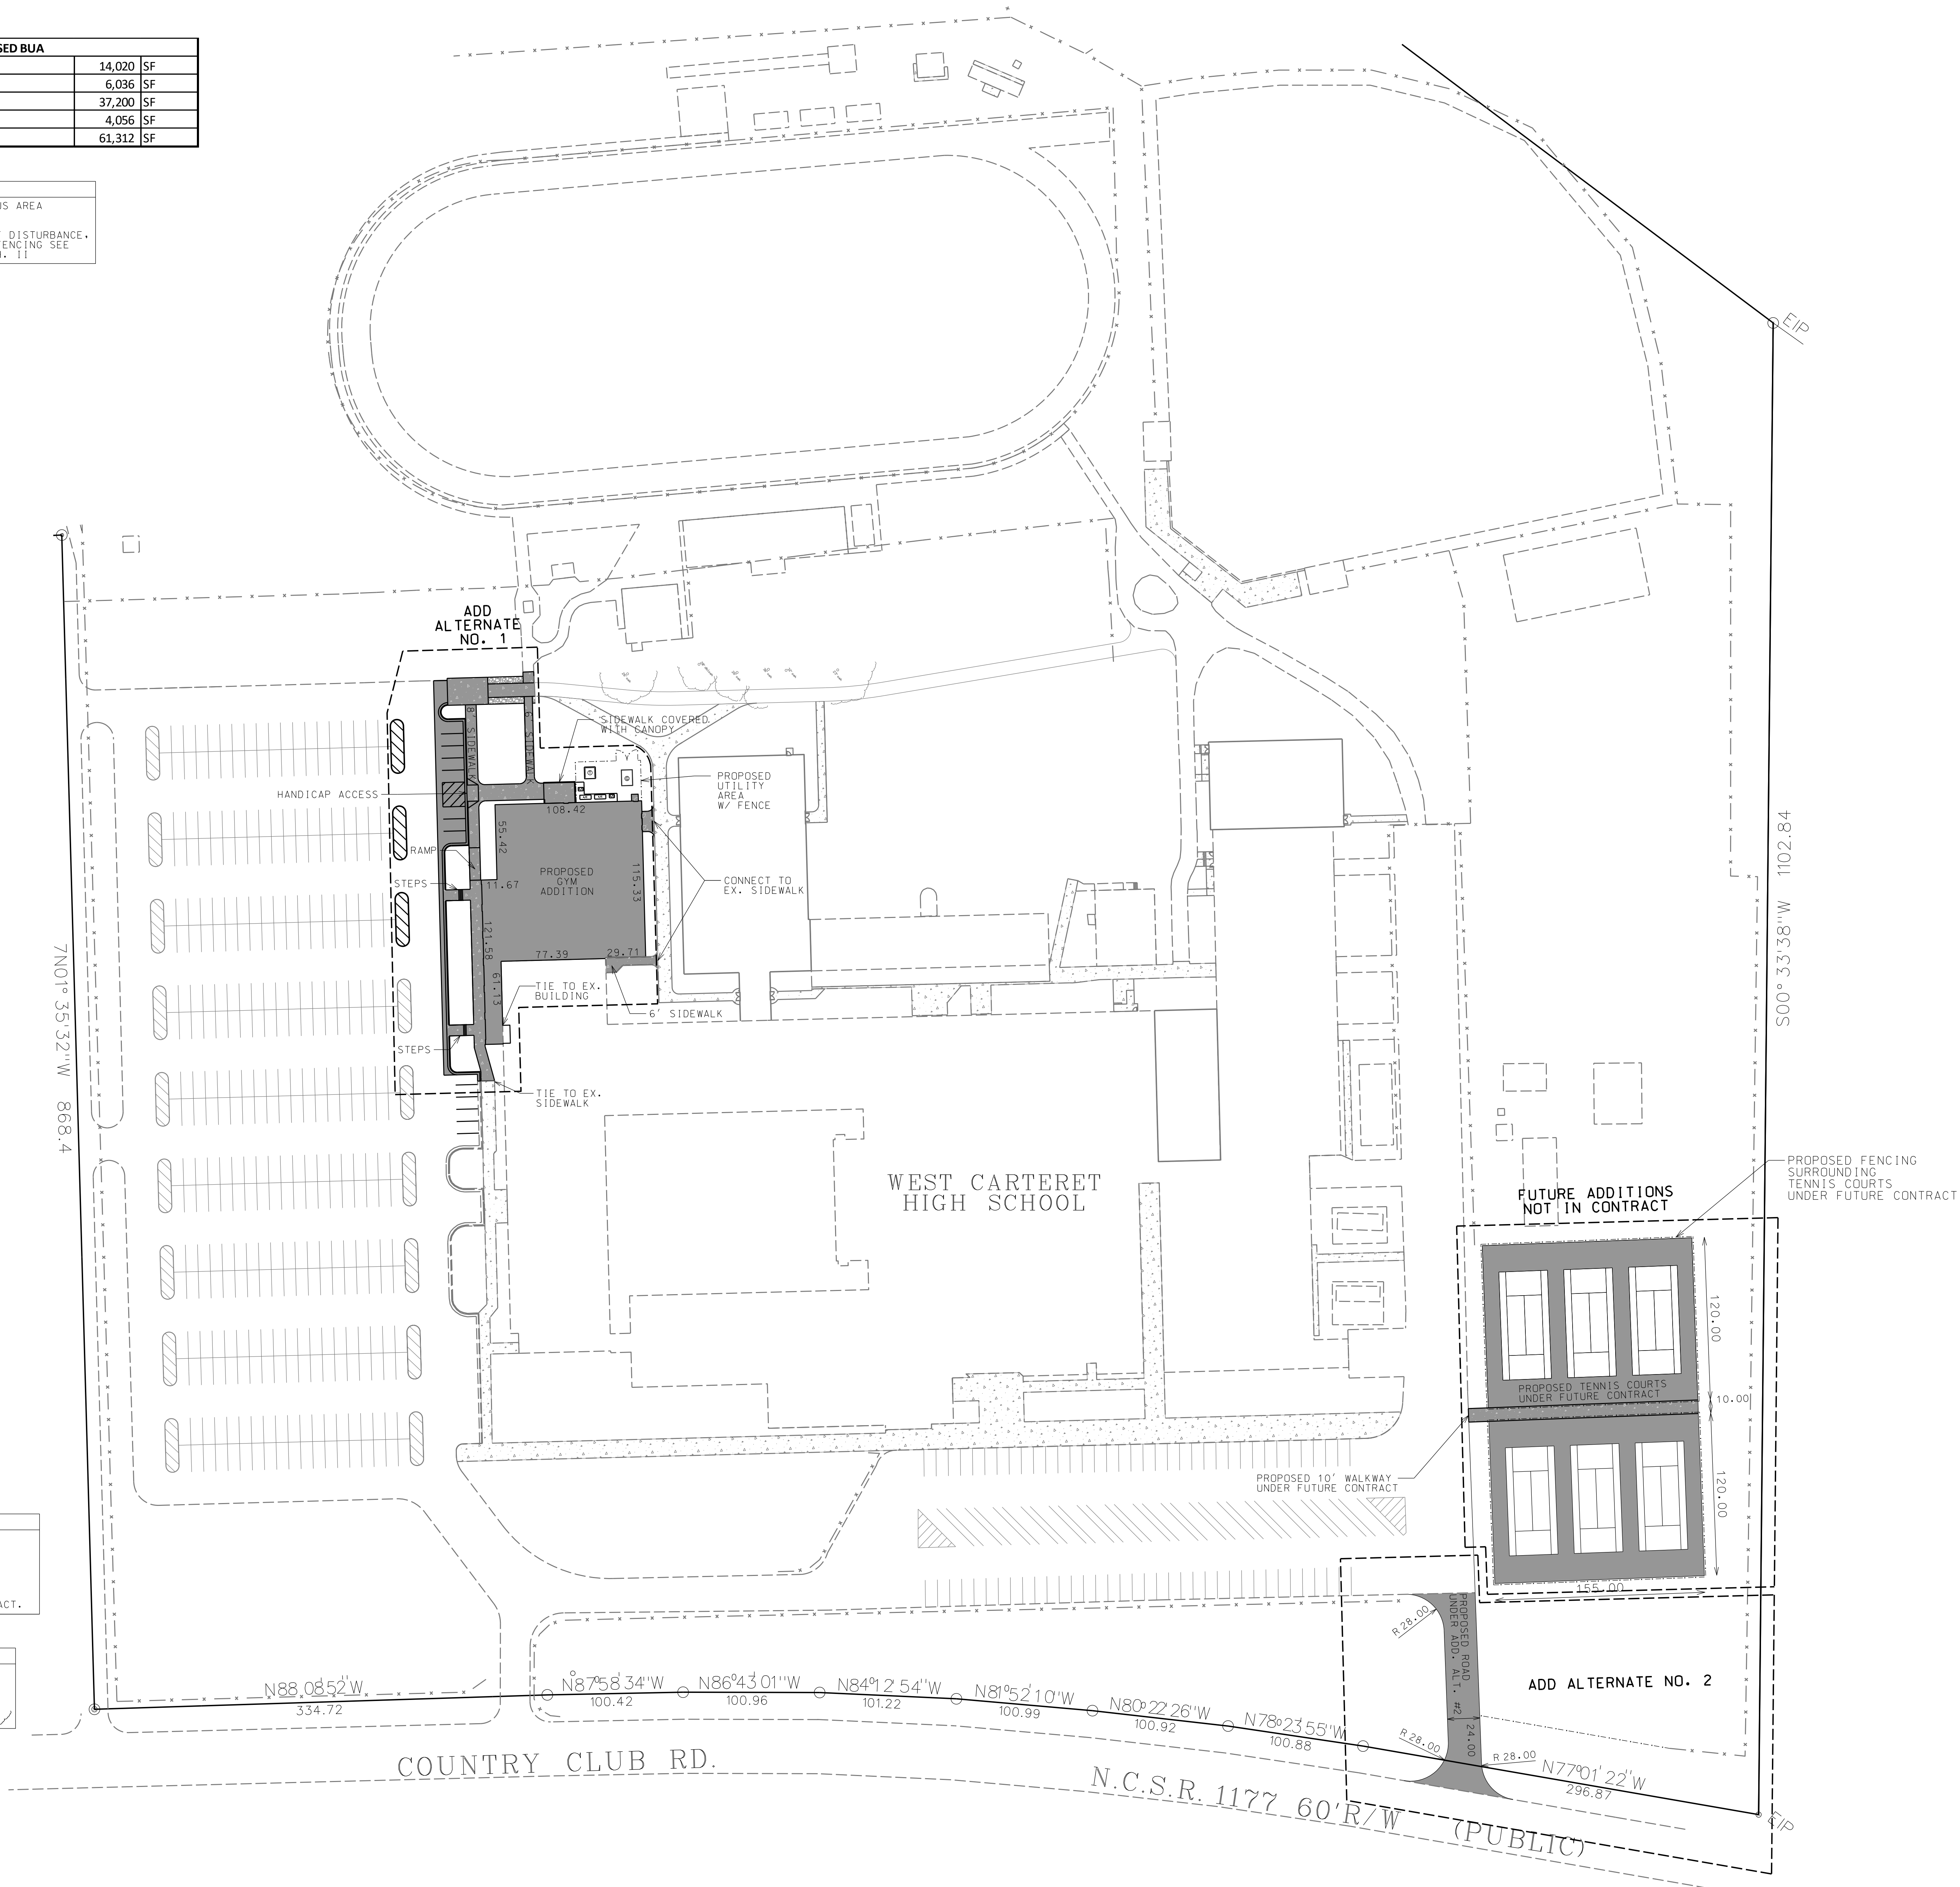 SED BUA
14,020 SF
6,036 SF
37,200 SF
4,056 SF
61,312 SF
S AREA
DISTURBANCE.
ENCING SEE
. II
EIP
ADD
ALTERNATE
NO. 1
8' SIDEWALK
6' SIDEWALK
SIDEWALK COVERED
WITH CANOPY
HANDICAP ACCESS
PROPOSED
UTILITY
AREA
W/ FENCE
108.42
55.42
RAMP
PROPOSED
GYM
ADDITION
115.33
STEPS
11.67
CONNECT TO
EX. SIDEWALK
121.58
77.39
29.71
61.13
TIE TO EX.
BUILDING
6' SIDEWALK
STEPS
TIE TO EX.
SIDEWALK
7N01°35'32"W 868.4
S00°33'38"W 1102.84
WEST CARTERET
HIGH SCHOOL
PROPOSED FENCING
SURROUNDING
TENNIS COURTS
UNDER FUTURE CONTRACT
FUTURE ADDITIONS
NOT IN CONTRACT
120.00
PROPOSED TENNIS COURTS
UNDER FUTURE CONTRACT
10.00
PROPOSED 10' WALKWAY
UNDER FUTURE CONTRACT
120.00
155.00
ACT.
R 28.00
PROPOSED ROAD
UNDER ADD. ALT. #2
24.00
ADD ALTERNATE NO. 2
R 28.00
R 28.00
N88°08'52"W
334.72
N87°58'34"W
100.42
N86°43'01"W
100.96
N84°12'54"W
101.22
N81°52'10"W
100.99
N80°22'26"W
100.92
N78°23'55"W
100.88
N77°01'22"W
296.87
EIP
COUNTRY CLUB RD.
N.C.S.R. 1177 60'R/W (PUBLIC)